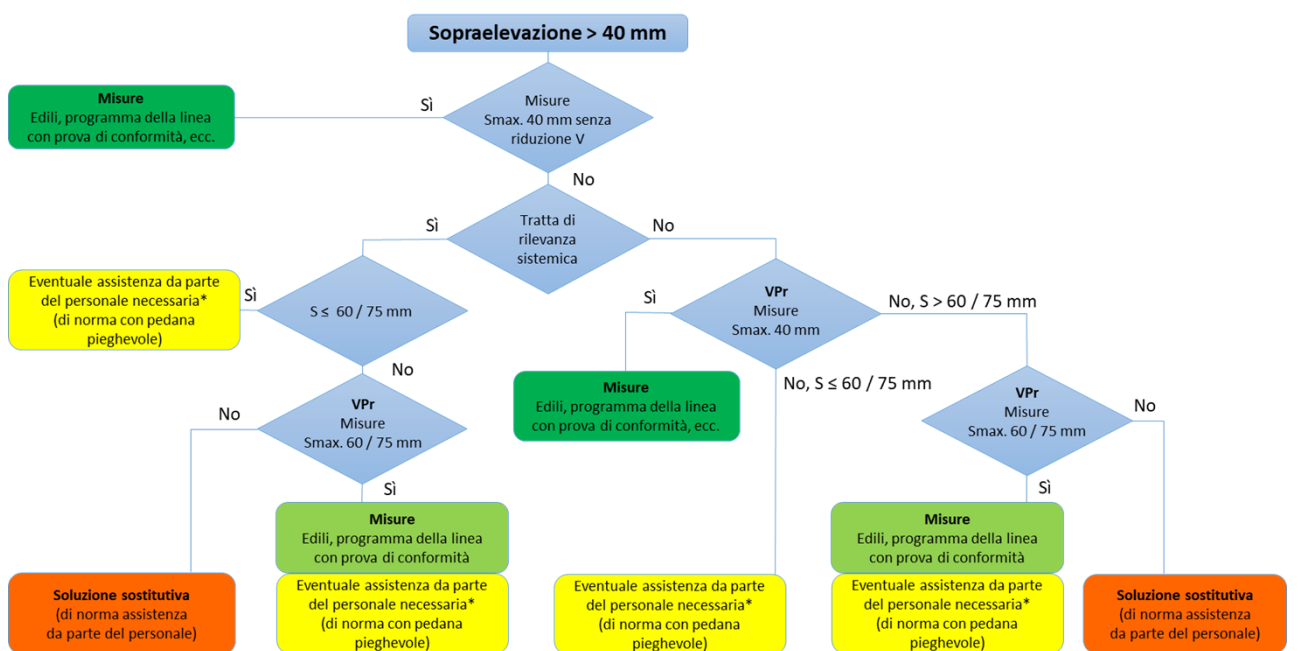 Sopraelevazione > 40 mm
Misure
Edili, programma della linea
con prova di conformità, ecc.
Sì
Misure
Smax. 40 mm senza
riduzione V
No
Sì
Tratta di
rilevanza
sistemica
No
Eventuale assistenza da parte
del personale necessaria*
(di norma con pedana
pieghevole)
Sì
S ≤ 60 / 75 mm
No
Sì
VPr
Misure
Smax. 40 mm
No, S > 60 / 75 mm
No, S ≤ 60 / 75 mm
No
VPr
Misure
Smax. 60 / 75 mm
Sì
Misure
Edili, programma della linea
con prova di conformità, ecc.
VPr
Misure
Smax. 60 / 75 mm
No
Sì
Misure
Edili, programma della linea
con prova di conformità
Misure
Edili, programma della linea
con prova di conformità
Soluzione sostitutiva
(di norma assistenza
da parte del personale)
Eventuale assistenza da parte
del personale necessaria*
(di norma con pedana
pieghevole)
Eventuale assistenza da parte
del personale necessaria*
(di norma con pedana
pieghevole)
Eventuale assistenza da parte
del personale necessaria*
(di norma con pedana
pieghevole)
Soluzione sostitutiva
(di norma assistenza
da parte del personale)